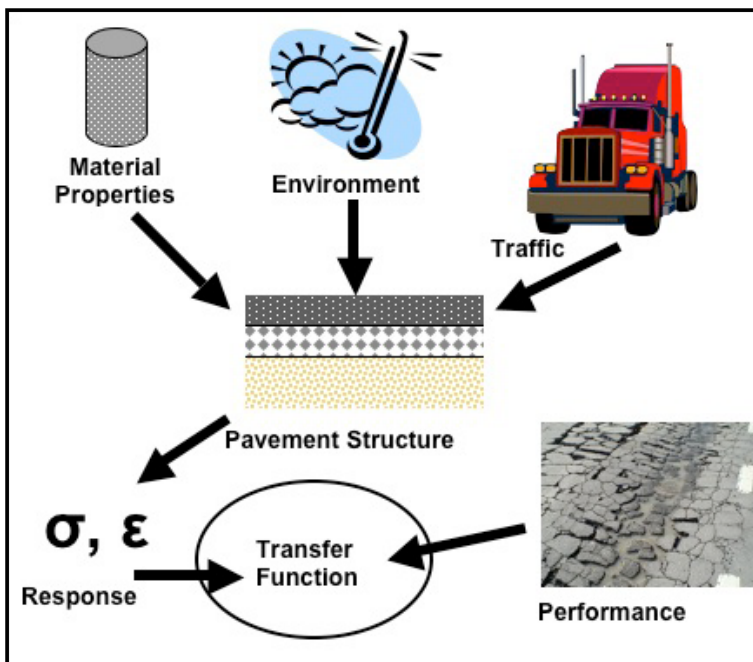 Material
Properties
Environment
Traffic
Pavement Structure
σ, ε
Response
Transfer
Function
Performance